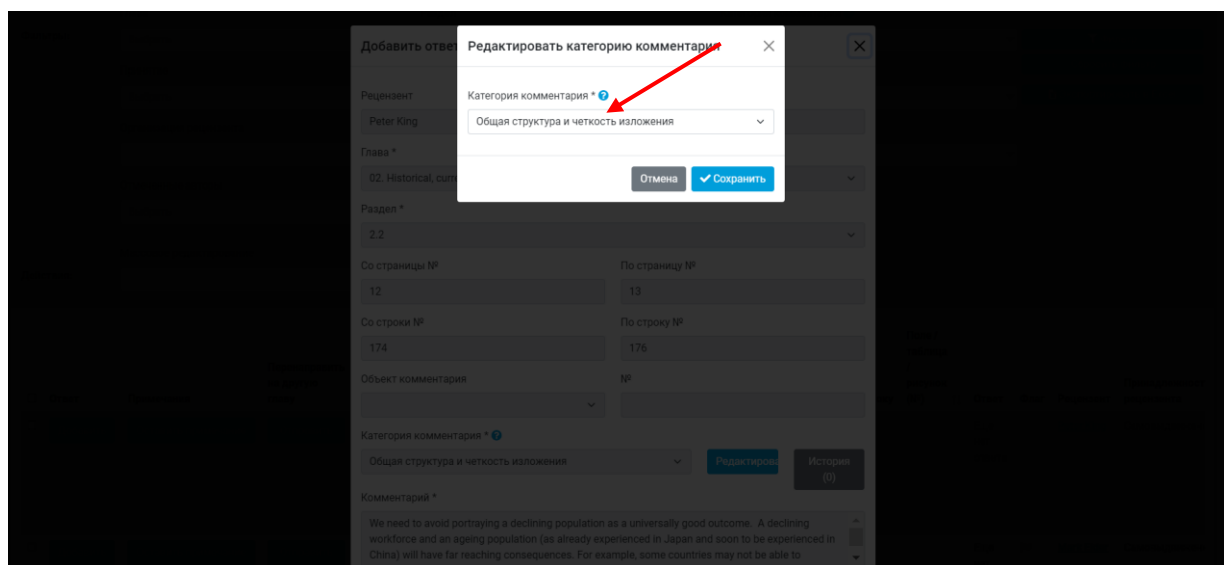 Добавить ответ
Редактировать категорию комментария
Рецензент
Категория комментария *
Peter King
Общая структура и четкость изложения
Глава *
02. Historical,
Отмена
Сохранить
Раздел *
2.2
Со страницы № По страницу №
12 13
Со строки № По строку №
174 176
Объект комментария №
Категория комментария *
Общая структура и четкость изложения
Редактирова
История
(0)
Комментарий *
We need to avoid portraying a declining population as a universally good outcome. A declining
workforce and an ageing population (as already experienced in Japan and soon to be experienced in
China) will have far reaching consequences. For example, some countries may not be able to